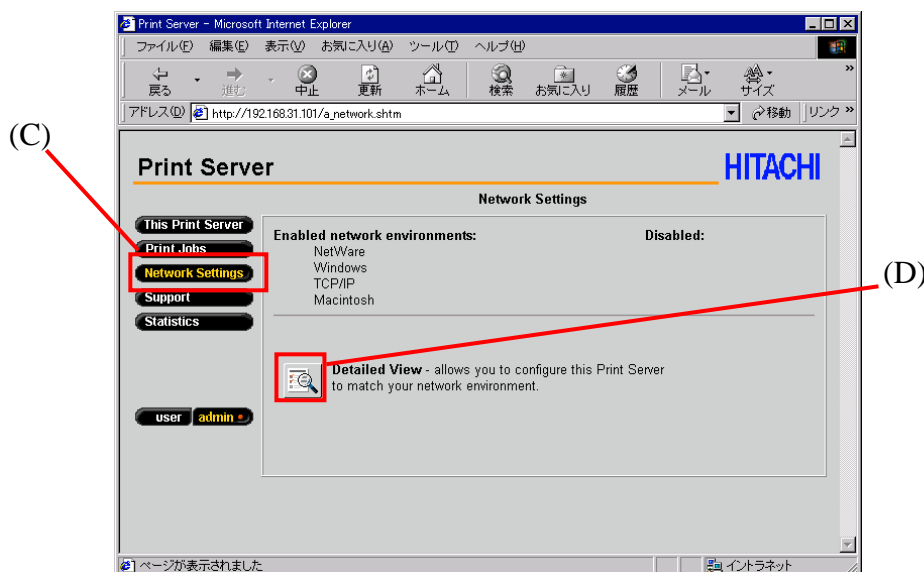 Print Server - Microsoft Internet Explorer
ファイル(F) 編集(E) 表示(V) お気に入り(A) ツール(T) ヘルプ(H)
戻る 進む 中止 更新 ホーム 検索 お気に入り 履歴 メール サイズ »
アドレス(D) http://192.168.31.101/a_network.shtm 移動 リンク »
(C)
Print Server HITACHI
Network Settings
This Print Server
Print Jobs
Network Settings
Support
Statistics
user admin
Enabled network environments: Disabled:
NetWare
Windows
TCP/IP
Macintosh
(D)
Detailed View - allows you to configure this Print Server
to match your network environment.
ページが表示されました イントラネット